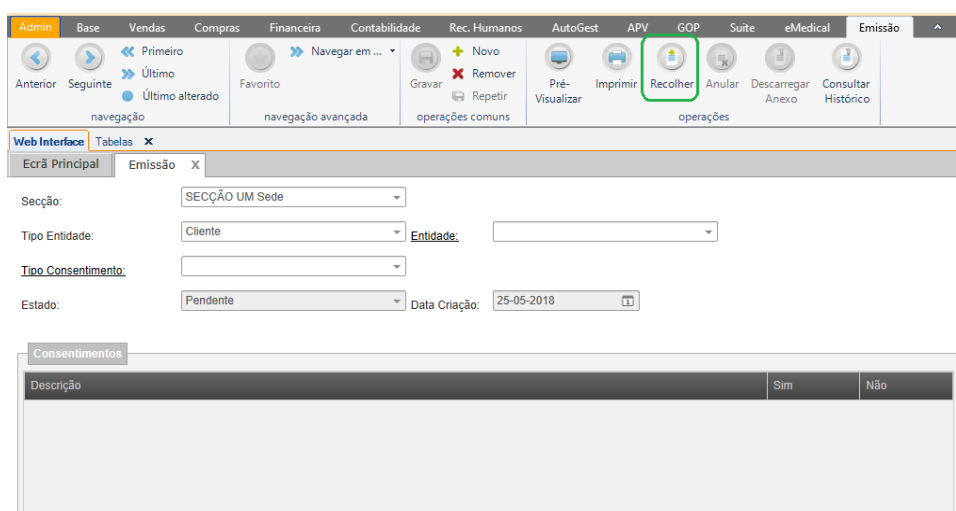 Admin Base Vendas Compras Financeira Contabilidade Rec. Humanos AutoGest APV GOP Suite eMedical Emissão
Primeiro Navegar em ... Novo
Último Remover
Anterior Seguinte Favorito Gravar Pré- Imprimir Recolher Anular Descarregar Consultar
Último alterado Repetir Visualizar Anexo Histórico
navegação navegação avançada operações comuns operações
Web Interface Tabelas X
Ecrã Principal Emissão X
Secção: SECÇÃO UM Sede
Tipo Entidade: Cliente Entidade:
Tipo Consentimento:
Estado: Pendente Data Criação: 25-05-2018
Consentimentos
Descrição Sim Não